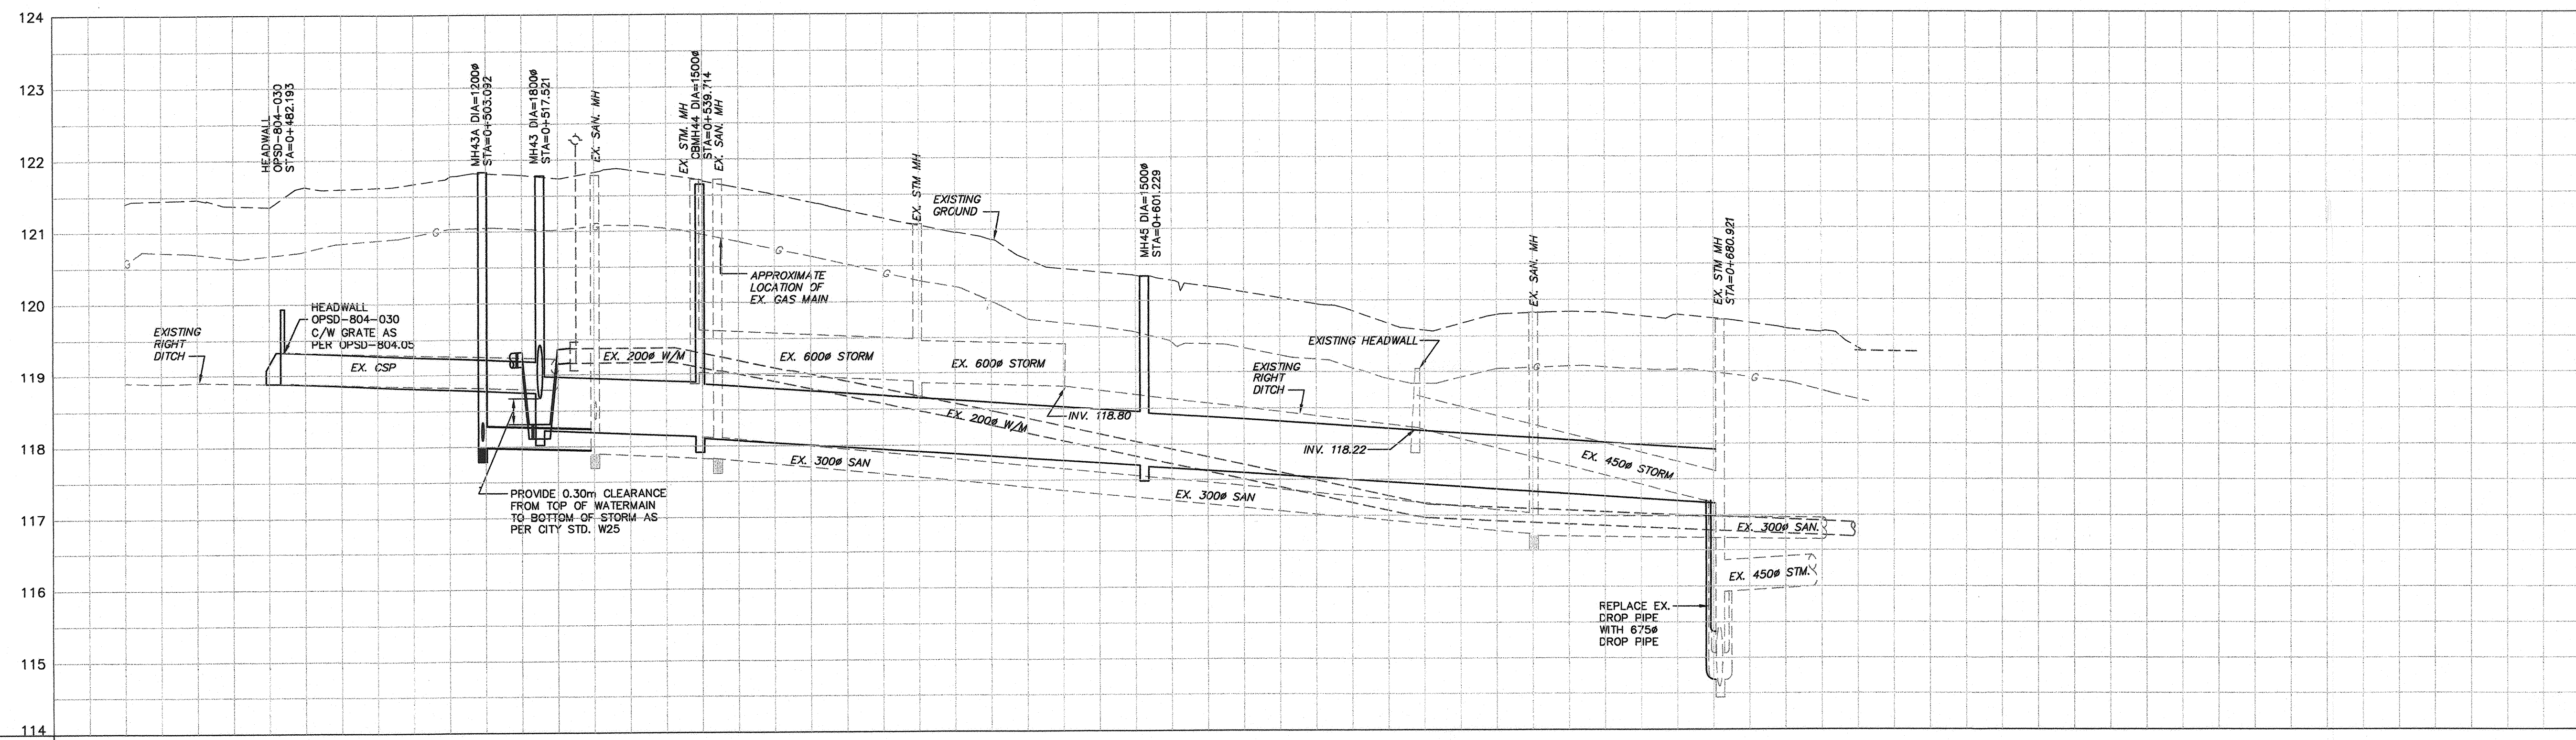 124
123
122
121
120
119
118
117
116
115
114
HEADWALL
OPSD-804-030
STA=0+482.193
MH43A DIA=1200ø
STA=0+503.092
MH43 DIA=1800ø
STA=0+517.521
EX. SAN. MH
EX. STM. MH
CBMH44 DIA=1500ø
STA=0+539.714
EX. SAN. MH
EX. STM MH
EXISTING
GROUND
MH45 DIA=1500ø
STA=0+601.229
EX. SAN. MH
EX. STM MH
STA=0+680.921
G
G
G
G
G
G
G
APPROXIMATE
LOCATION OF
EX. GAS MAIN
EXISTING
RIGHT
DITCH
HEADWALL
OPSD-804-030
C/W GRATE AS
PER OPSD-804.05
EX. CSP
EX. 200ø W/M
EX. 600ø STORM
EX. 600ø STORM
EXISTING HEADWALL
EXISTING
RIGHT
DITCH
INV. 118.80
EX. 200ø W/M
INV. 118.22
EX. 450ø STORM
EX. 300ø SAN
EX. 300ø SAN
PROVIDE 0.30m CLEARANCE
FROM TOP OF WATERMAIN
TO BOTTOM OF STORM AS
PER CITY STD. W25
EX. 300ø SAN.
EX. 450ø STM.
REPLACE EX.
DROP PIPE
WITH 675ø
DROP PIPE